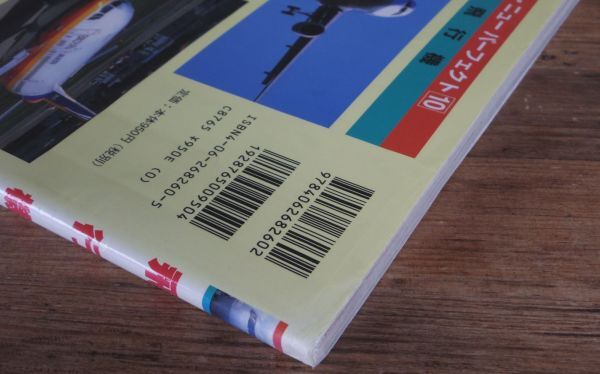 ニューパーフェクト10
飛行機
9784062682602
1928765009504
ISBN4-06-268260-5
C8765 ¥950E (0)
定価:本体950円(税別)